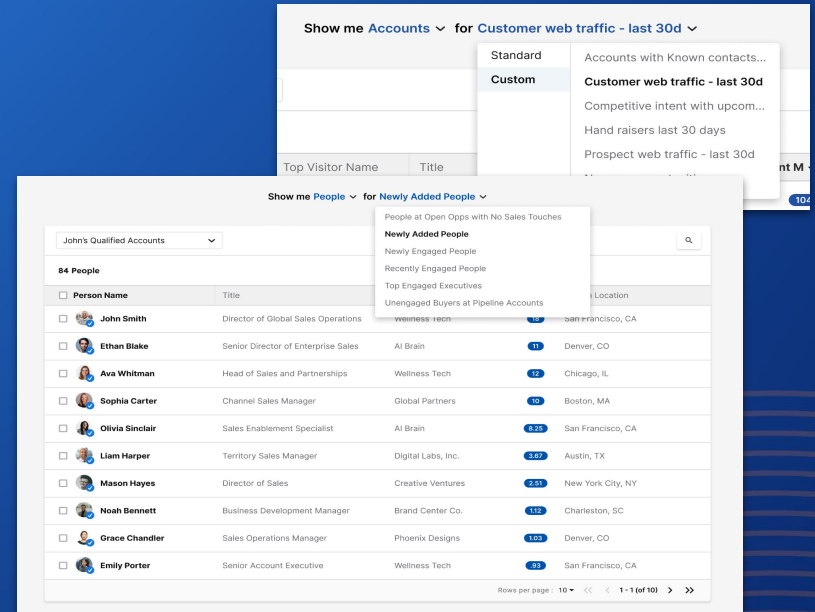 Show me Accounts for Customer web traffic - last 30d
Standard
Custom
Accounts with Known contacts...
Customer web traffic - last 30d
Competitive intent with upcom...
Hand raisers last 30 days
Prospect web traffic - last 30d
Top Visitor Name Title nt M
104
Show me People for Newly Added People
People at Open Opps with No Sales Touches
Newly Added People
Newly Engaged People
Recently Engaged People
Top Engaged Executives
Unengaged Buyers at Pipeline Accounts
John's Qualified Accounts
84 People
Person Name Title Location
John Smith Director of Global Sales Operations Wellness Tech 18 San Francisco, CA
Ethan Blake Senior Director of Enterprise Sales AI Brain 11 Denver, CO
Ava Whitman Head of Sales and Partnerships Wellness Tech 12 Chicago, IL
Sophia Carter Channel Sales Manager Global Partners 10 Boston, MA
Olivia Sinclair Sales Enablement Specialist AI Brain 8.25 San Francisco, CA
Liam Harper Territory Sales Manager Digital Labs, Inc. 3.67 Austin, TX
Mason Hayes Director of Sales Creative Ventures 2.51 New York City, NY
Noah Bennett Business Development Manager Brand Center Co. 1.12 Charleston, SC
Grace Chandler Sales Operations Manager Phoenix Designs 1.03 Denver, CO
Emily Porter Senior Account Executive Wellness Tech .93 San Francisco, CA
Rows per page : 10 1 - 1 (of 10)